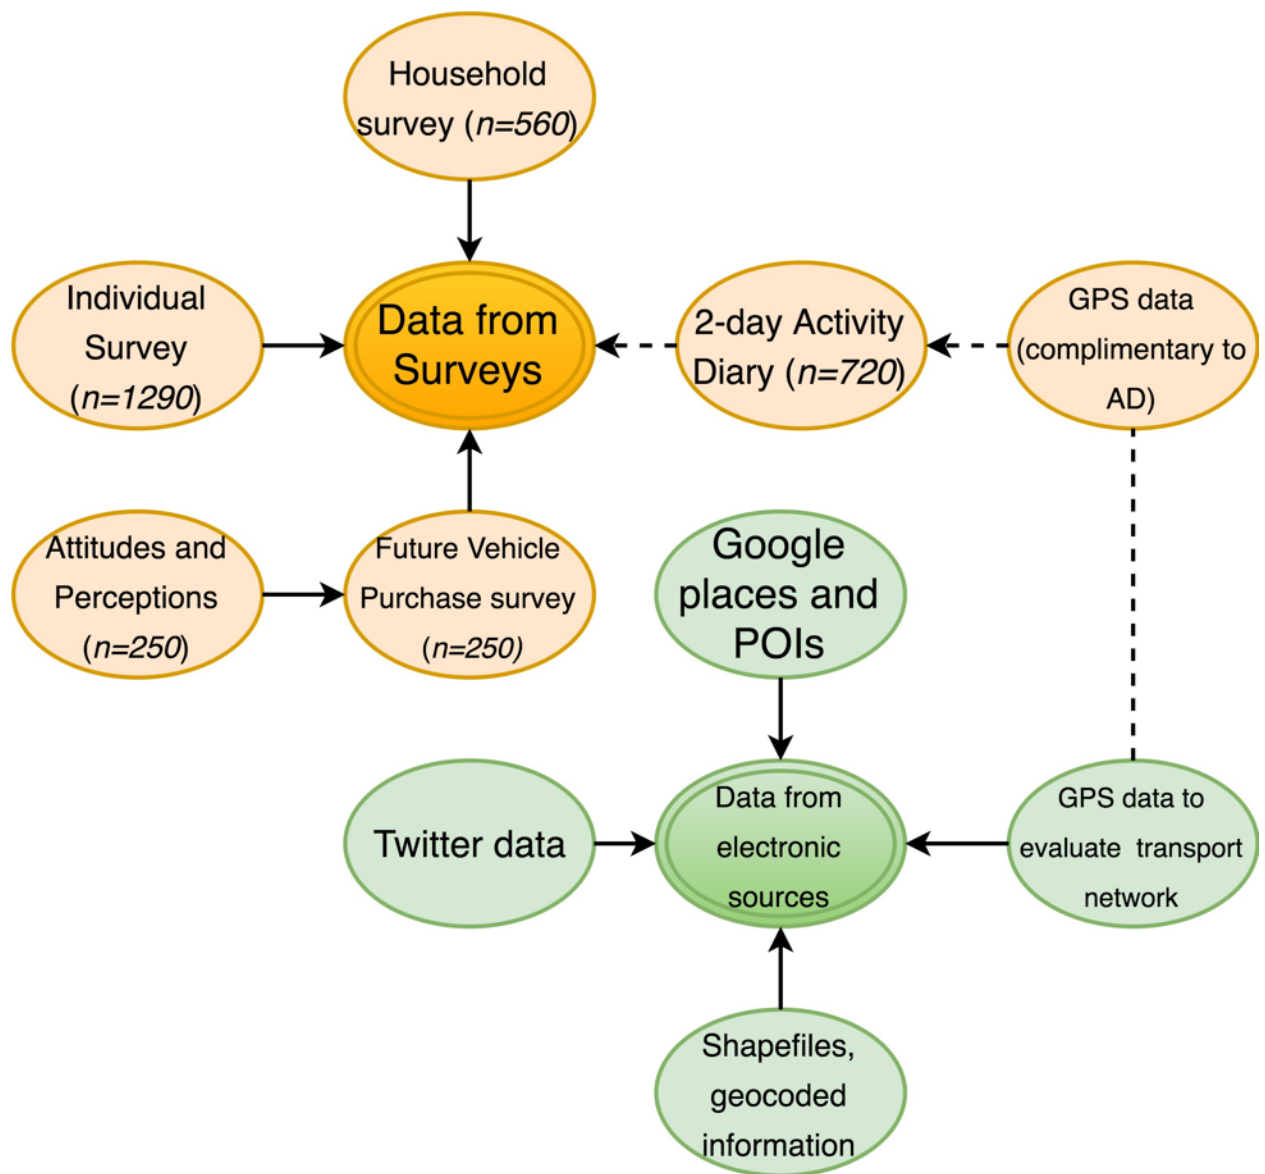 Household
survey (n=560)
Individual
Survey
(n=1290)
Data from
Surveys
2-day Activity
Diary (n=720)
GPS data
(complimentary to
AD)
Attitudes and
Perceptions
(n=250)
Future Vehicle
Purchase survey
(n=250)
Google
places and
POIs
Twitter data
Data from
electronic
sources
GPS data to
evaluate transport
network
Shapefiles,
geocoded
information